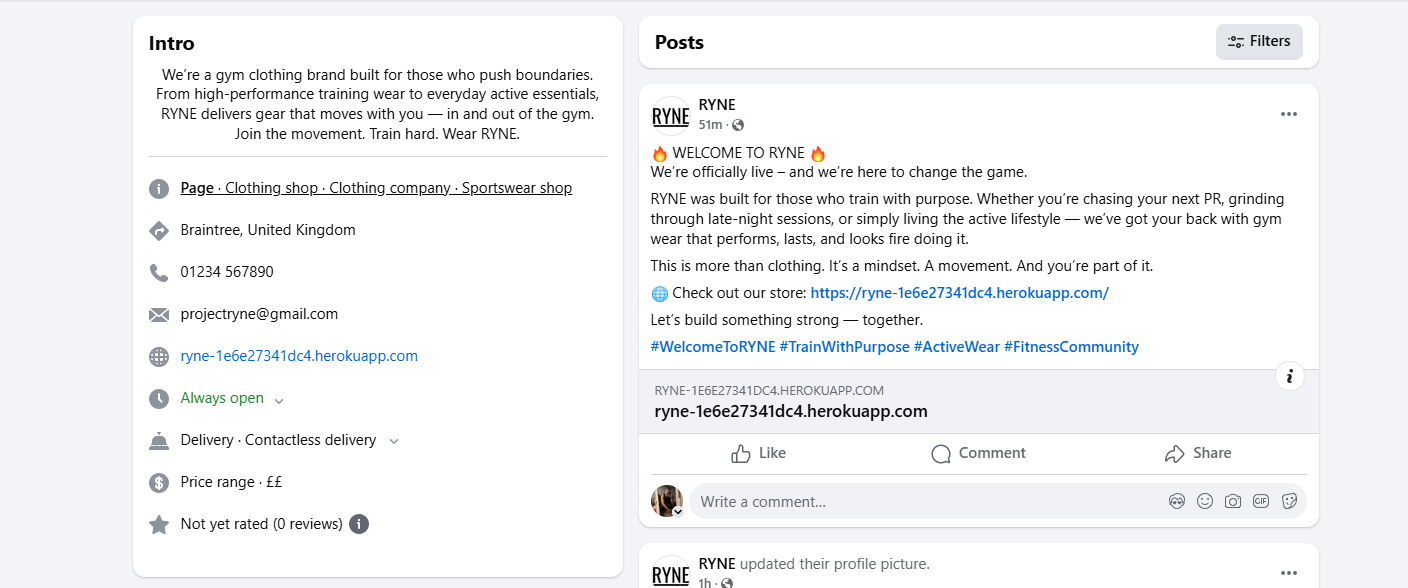 Intro
We're a gym clothing brand built for those who push boundaries.
From high-performance training wear to everyday active essentials,
RYNE delivers gear that moves with you — in and out of the gym.
Join the movement. Train hard. Wear RYNE.
Page · Clothing shop · Clothing company · Sportswear shop
Braintree, United Kingdom
01234 567890
projectryne@gmail.com
ryne-1e6e27341dc4.herokuapp.com
Always open
Delivery · Contactless delivery
Price range · ££
Not yet rated (0 reviews)
Posts
Filters
RYNE
RYNE
51m ·
🔥 WELCOME TO RYNE 🔥
We're officially live – and we're here to change the game.
RYNE was built for those who train with purpose. Whether you're chasing your next PR, grinding
through late-night sessions, or simply living the active lifestyle — we've got your back with gym
wear that performs, lasts, and looks fire doing it.
This is more than clothing. It's a mindset. A movement. And you're part of it.
🌐 Check out our store: https://ryne-1e6e27341dc4.herokuapp.com/
Let's build something strong — together.
#WelcomeToRYNE #TrainWithPurpose #ActiveWear #FitnessCommunity
RYNE-1E6E27341DC4.HEROKUAPP.COM
ryne-1e6e27341dc4.herokuapp.com
Like
Comment
Share
Write a comment...
GIF
RYNE
RYNE updated their profile picture.
1h ·